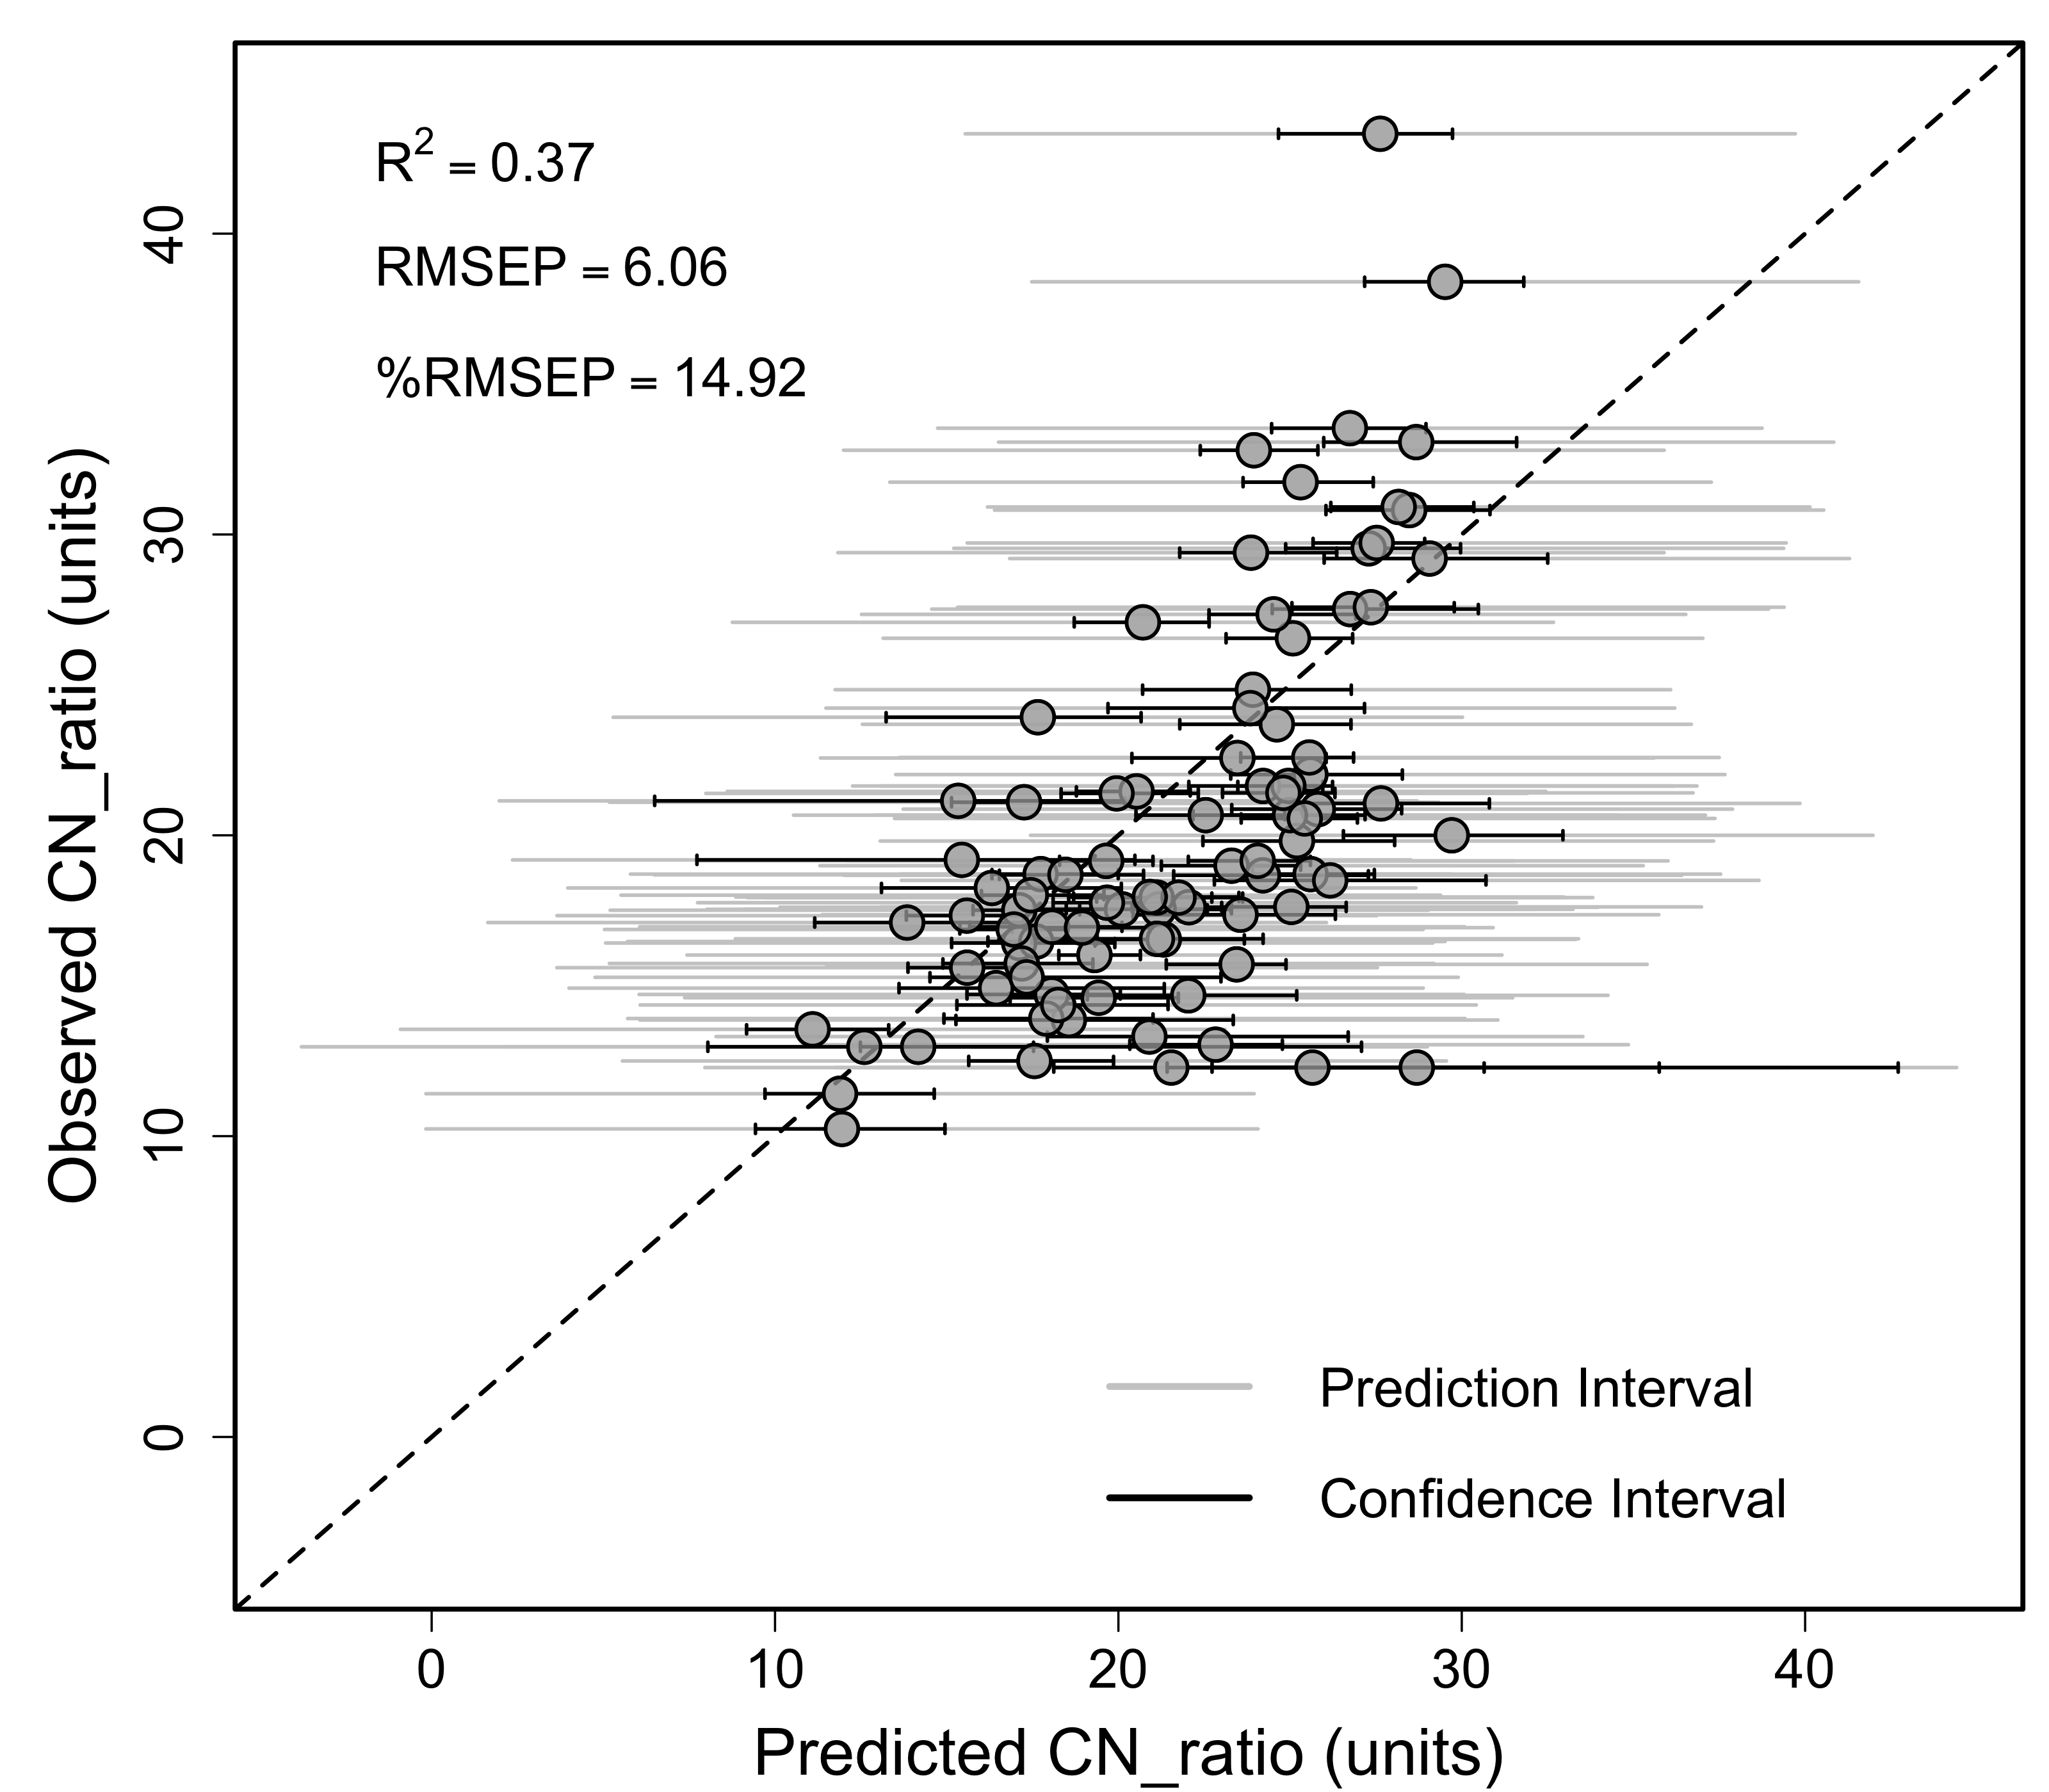 R² = 0.37
RMSEP = 6.06
%RMSEP = 14.92
Observed CN_ratio (units)
40
30
20
10
0
Prediction Interval
Confidence Interval
0 10 20 30 40
Predicted CN_ratio (units)